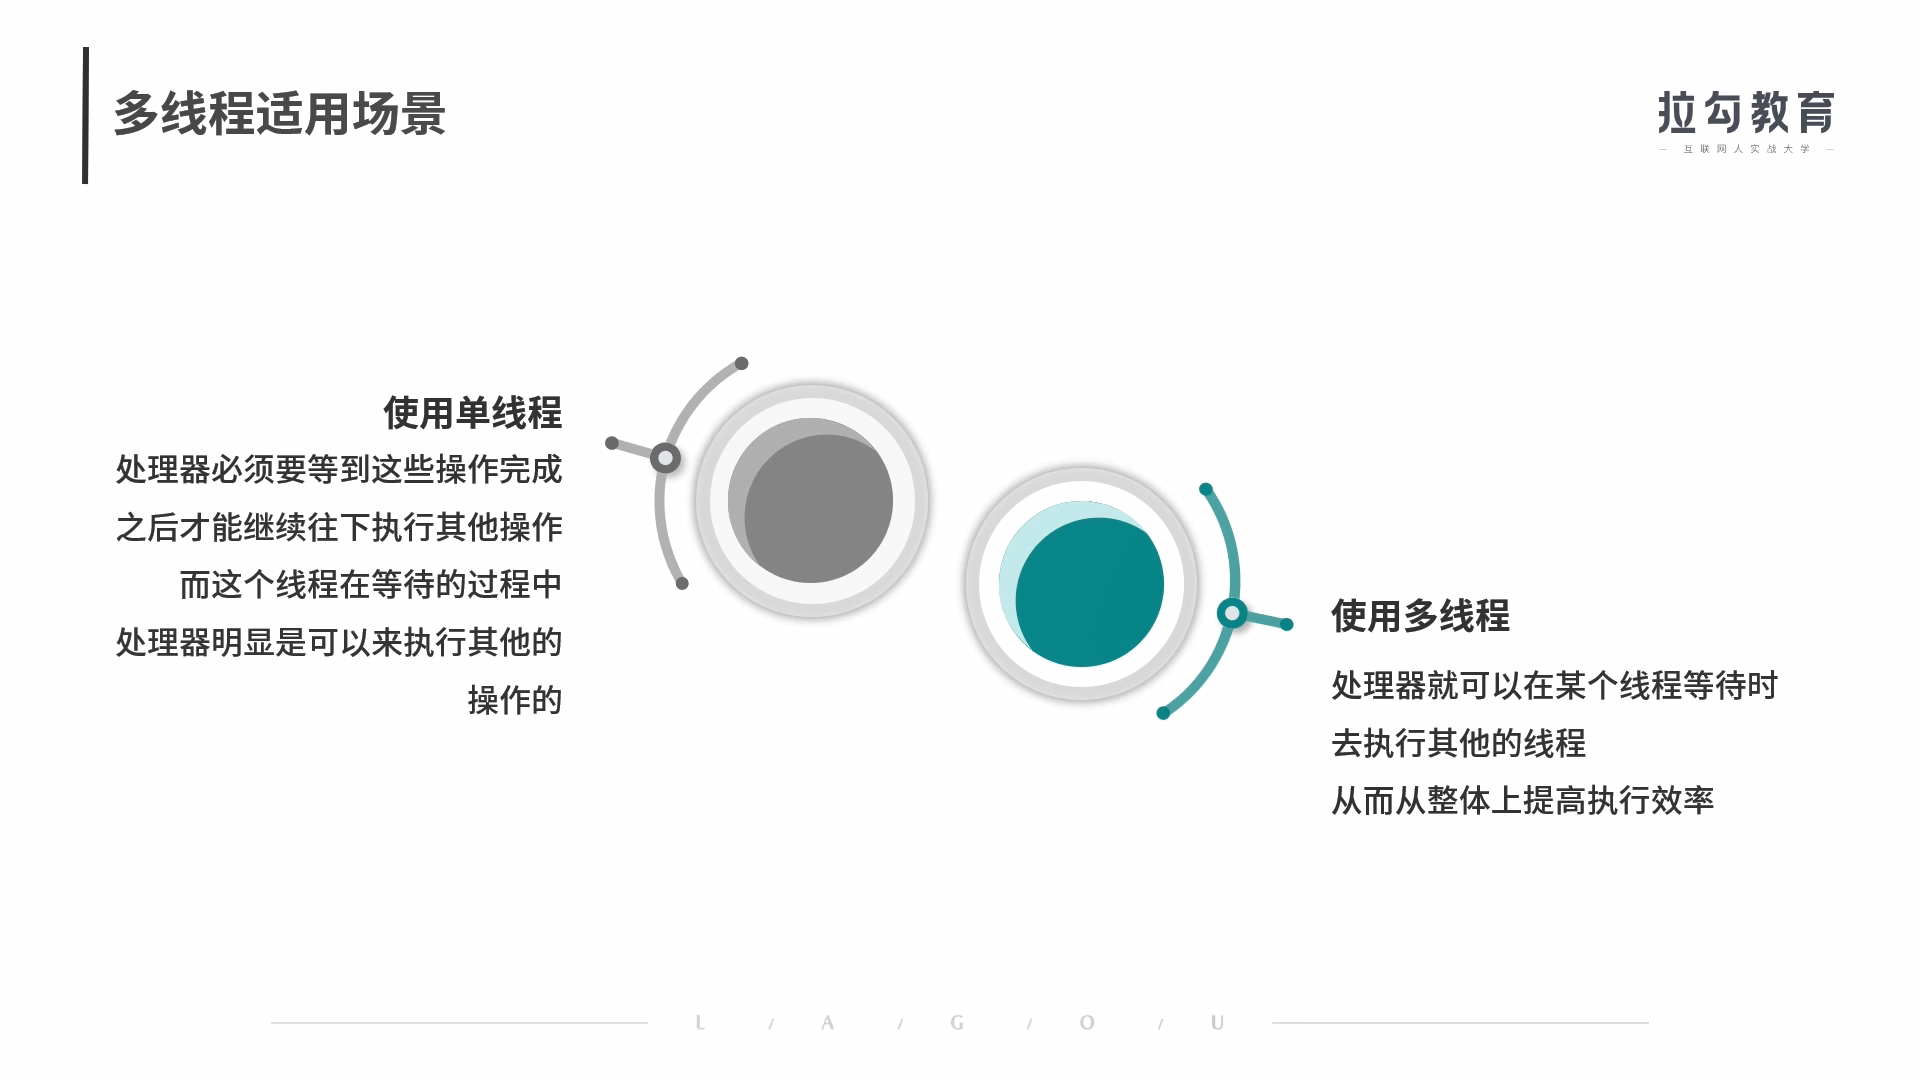 多线程适用场景
拉勾教育
— 互联网人实战大学 —
使用单线程
处理器必须要等到这些操作完成
之后才能继续往下执行其他操作
而这个线程在等待的过程中
处理器明显是可以来执行其他的
操作的
使用多线程
处理器就可以在某个线程等待时
去执行其他的线程
从而从整体上提高执行效率
L / A / G / O / U